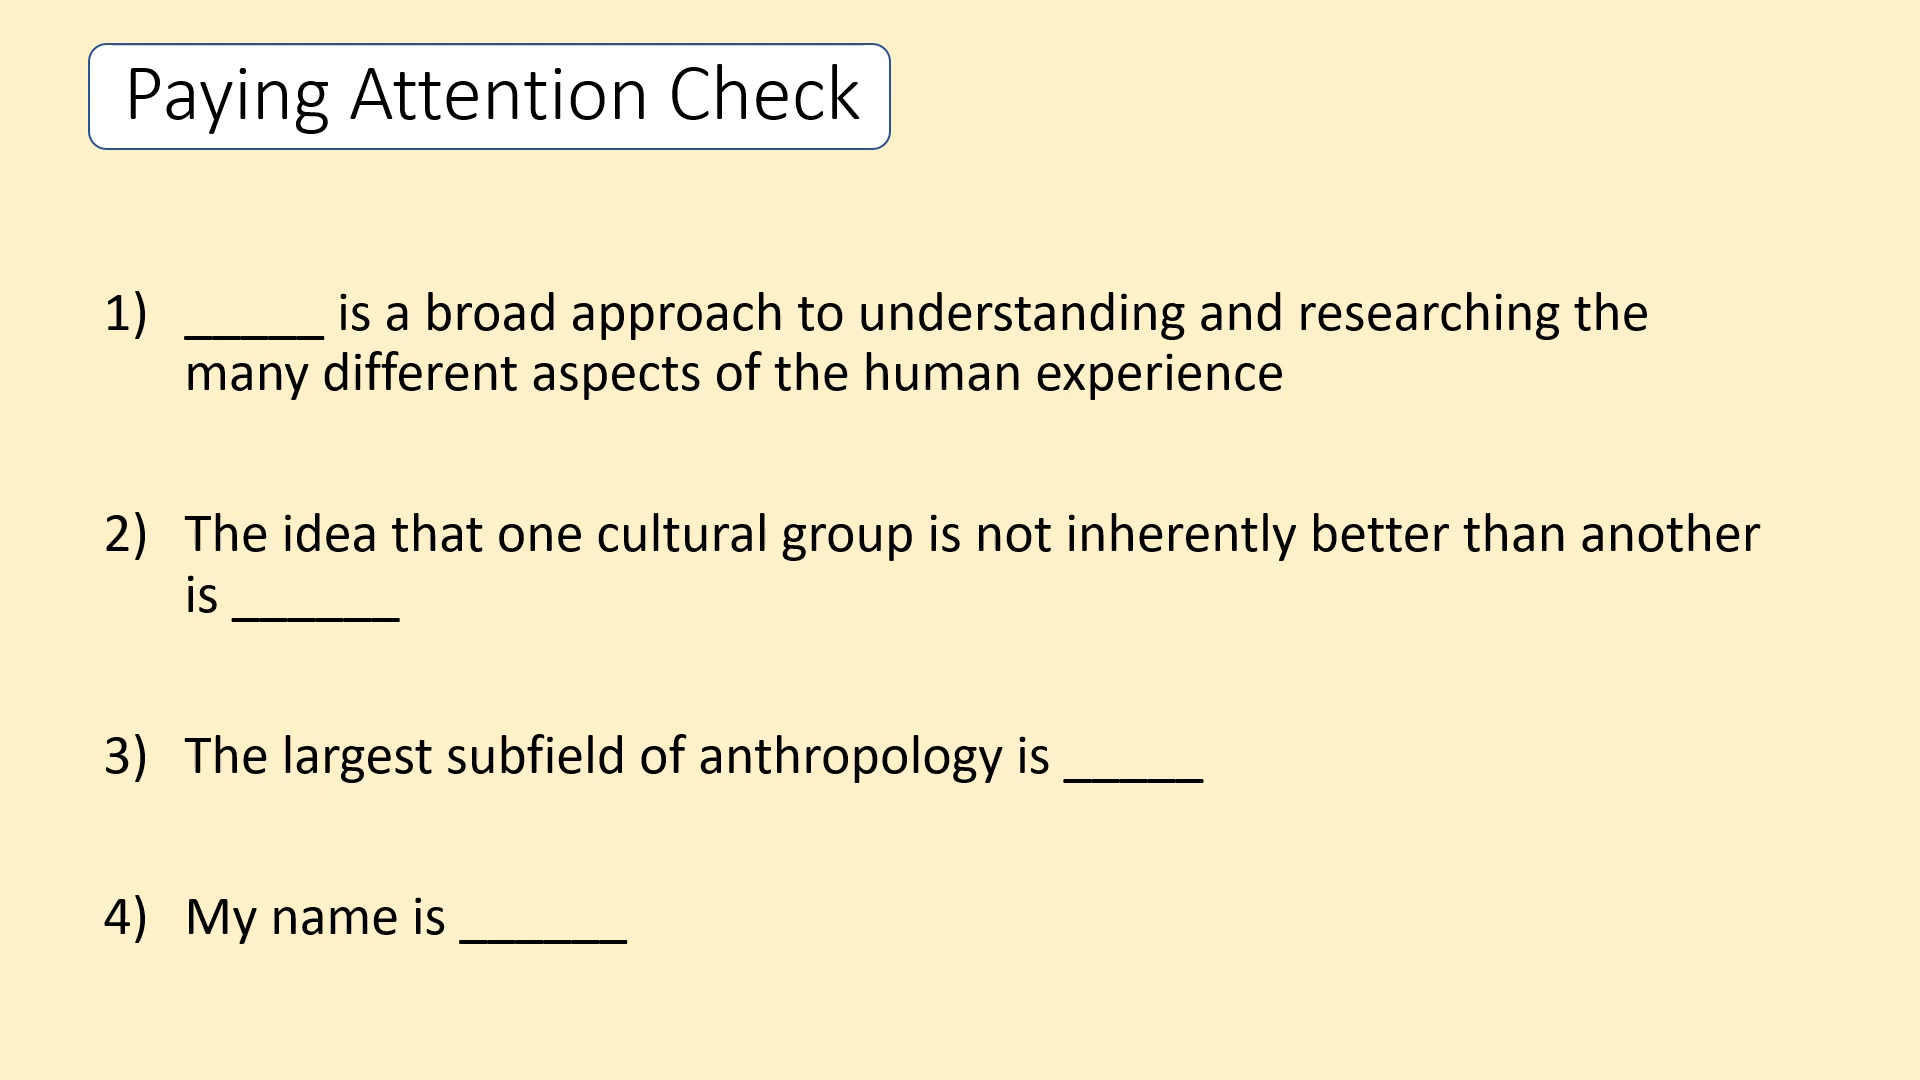 Paying Attention Check
1) _____ is a broad approach to understanding and researching the
many different aspects of the human experience
2) The idea that one cultural group is not inherently better than another
is ______
3) The largest subfield of anthropology is _____
4) My name is ______